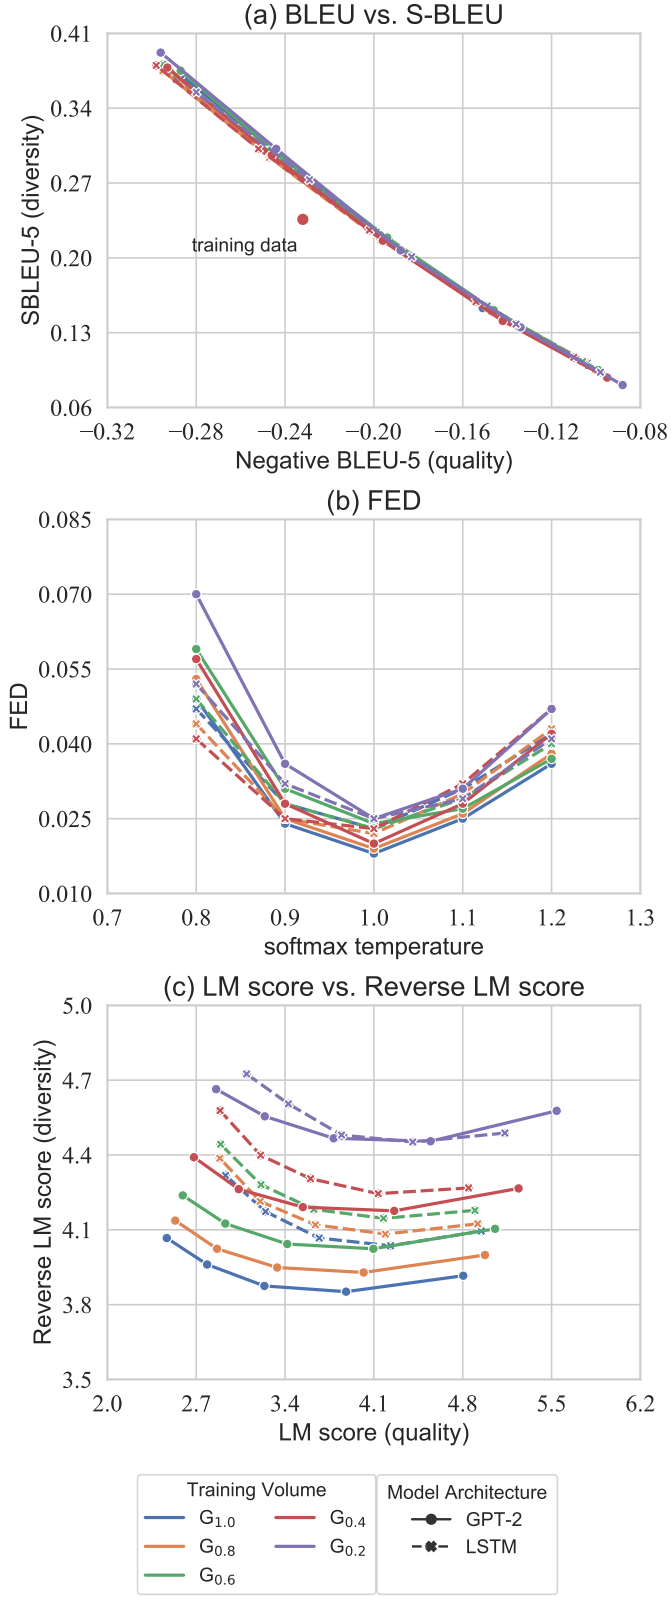 (a) BLEU vs. S-BLEU
0.41
0.34
0.27
0.20
0.13
0.06
SBLEU-5 (diversity)
training data
−0.32 −0.28 −0.24 −0.20 −0.16 −0.12 −0.08
Negative BLEU-5 (quality)
(b) FED
0.085
0.070
0.055
0.040
0.025
0.010
FED
0.7 0.8 0.9 1.0 1.1 1.2 1.3
softmax temperature
(c) LM score vs. Reverse LM score
5.0
4.7
4.4
4.1
3.8
3.5
Reverse LM score (diversity)
2.0 2.7 3.4 4.1 4.8 5.5 6.2
LM score (quality)
Training Volume
G1.0
G0.8
G0.6
G0.4
G0.2
Model Architecture
GPT-2
LSTM